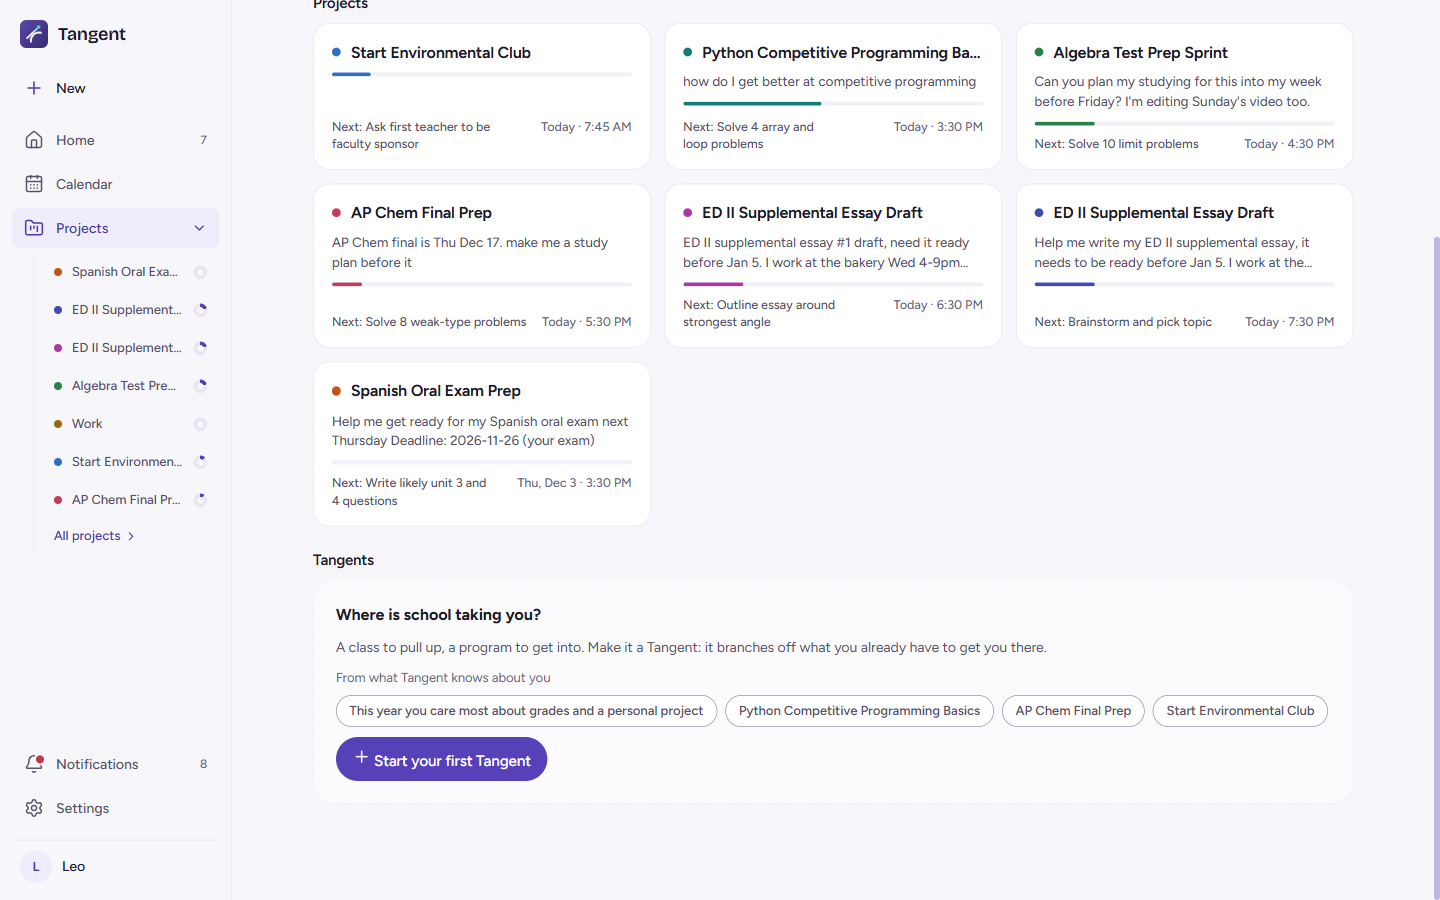 Tangent
New
Home 7
Calendar
Projects
Spanish Oral Exa...
ED II Supplement...
ED II Supplement...
Algebra Test Pre...
Work
Start Environmen...
AP Chem Final Pr...
All projects
Notifications 8
Settings
L Leo
Projects
Start Environmental Club
Next: Ask first teacher to be
faculty sponsor
Today · 7:45 AM
Python Competitive Programming Ba...
how do I get better at competitive programming
Next: Solve 4 array and
loop problems
Today · 3:30 PM
Algebra Test Prep Sprint
Can you plan my studying for this into my week
before Friday? I'm editing Sunday's video too.
Next: Solve 10 limit problems
Today · 4:30 PM
AP Chem Final Prep
AP Chem final is Thu Dec 17. make me a study
plan before it
Next: Solve 8 weak-type problems
Today · 5:30 PM
ED II Supplemental Essay Draft
ED II supplemental essay #1 draft, need it ready
before Jan 5. I work at the bakery Wed 4-9pm...
Next: Outline essay around
strongest angle
Today · 6:30 PM
ED II Supplemental Essay Draft
Help me write my ED II supplemental essay, it
needs to be ready before Jan 5. I work at the...
Next: Brainstorm and pick topic
Today · 7:30 PM
Spanish Oral Exam Prep
Help me get ready for my Spanish oral exam next
Thursday Deadline: 2026-11-26 (your exam)
Next: Write likely unit 3 and
4 questions
Thu, Dec 3 · 3:30 PM
Tangents
Where is school taking you?
A class to pull up, a program to get into. Make it a Tangent: it branches off what you already have to get you there.
From what Tangent knows about you
This year you care most about grades and a personal project
Python Competitive Programming Basics
AP Chem Final Prep
Start Environmental Club
+ Start your first Tangent